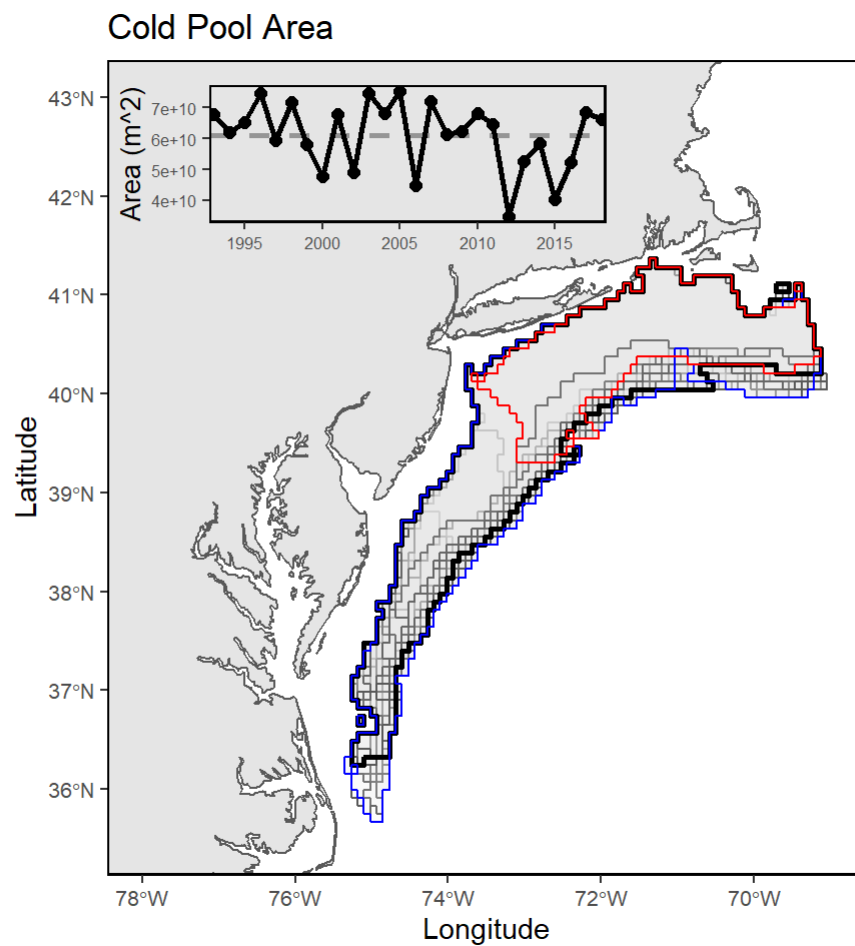 Cold Pool Area
43°N
42°N
41°N
40°N
39°N
38°N
37°N
36°N
Latitude
Area (m^2)
7e+10
6e+10
5e+10
4e+10
1995 2000 2005 2010 2015
78°W 76°W 74°W 72°W 70°W
Longitude